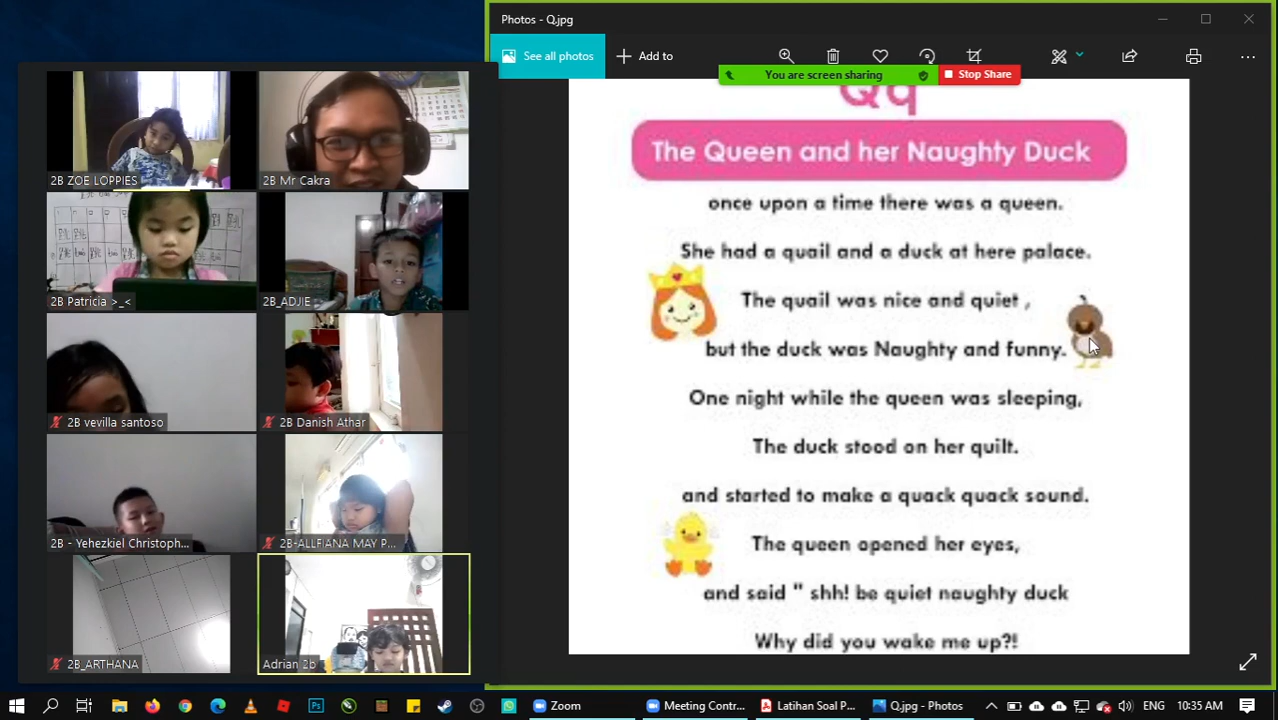 Photos - Q.jpg
See all photos
Add to
You are screen sharing
Stop Share
Qq
The Queen and her Naughty Duck
once upon a time there was a queen.
She had a quail and a duck at here palace.
The quail was nice and quiet ,
but the duck was Naughty and funny.
One night while the queen was sleeping,
The duck stood on her quilt.
and started to make a quack quack sound.
The queen opened her eyes,
and said " shh! be quiet naughty duck
Why did you wake me up?!
2B ZOE LOPPIES
2B Mr Cakra
2B Patricia >_<
2B_ADJIE
2B vevilla santoso
2B Danish Athar
2B - Yehezkiel Christoph...
2B-ALLFIANA MAY P...
2B_ARTHANA
Adrian 2b
Zoom
Meeting Contr...
Latihan Soal P...
Q.jpg - Photos
ENG
10:35 AM